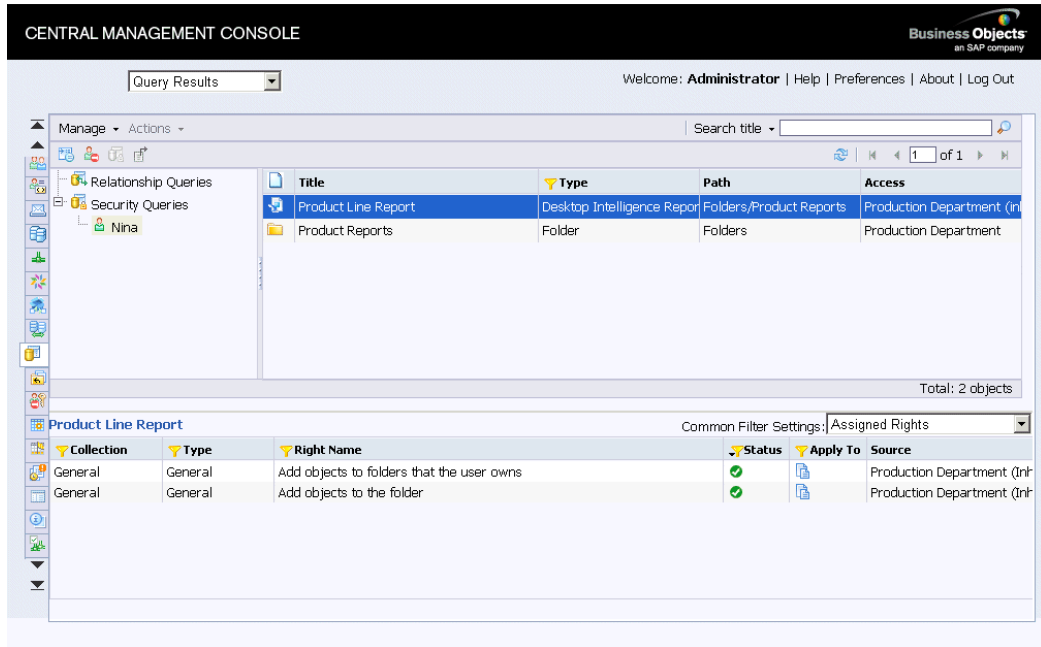 CENTRAL MANAGEMENT CONSOLE
Business Objects
an SAP company
Query Results
Welcome: Administrator | Help | Preferences | About | Log Out
Manage Actions
Search title
1 of 1
Relationship Queries
Security Queries
Nina
Title Type Path Access
Product Line Report Desktop Intelligence Repor Folders/Product Reports Production Department (in
Product Reports Folder Folders Production Department
Total: 2 objects
Product Line Report
Common Filter Settings: Assigned Rights
Collection Type Right Name Status Apply To Source
General General Add objects to folders that the user owns Production Department (Inh
General General Add objects to the folder Production Department (Inh